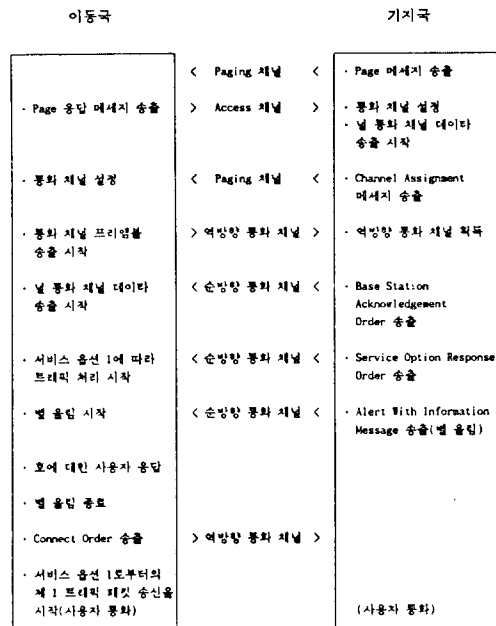 이동국 기지국
< Paging 채널 < · Page 메세지 송출
· Page 응답 메세지 송출 > Access 채널 > · 통화 채널 설정
· 널 통화 채널 데이타
송출 시작
· 통화 채널 설정 < Paging 채널 < · Channel Assignment
메세지 송출
· 통화 채널 프리앰블 > 역방향 통화 채널 > · 역방향 통화 채널 획득
송출 시작
· 널 통화 채널 데이타 < 순방향 통화 채널 < · Base Station
송출 시작 Acknowledgement
Order 송출
· 서비스 옵션 1에 따라 < 순방향 통화 채널 < · Service Option Response
트래픽 처리 시작 Order 송출
· 벨 울림 시작 < 순방향 통화 채널 < · Alert With Information
Message 송출(벨 울림)
· 호에 대한 사용자 응답
· 벨 울림 종료
· Connect Order 송출 > 역방향 통화 채널 >
· 서비스 옵션 1로부터의
제 1 트래픽 패킷 송신을
시작(사용자 통화) (사용자 통화)